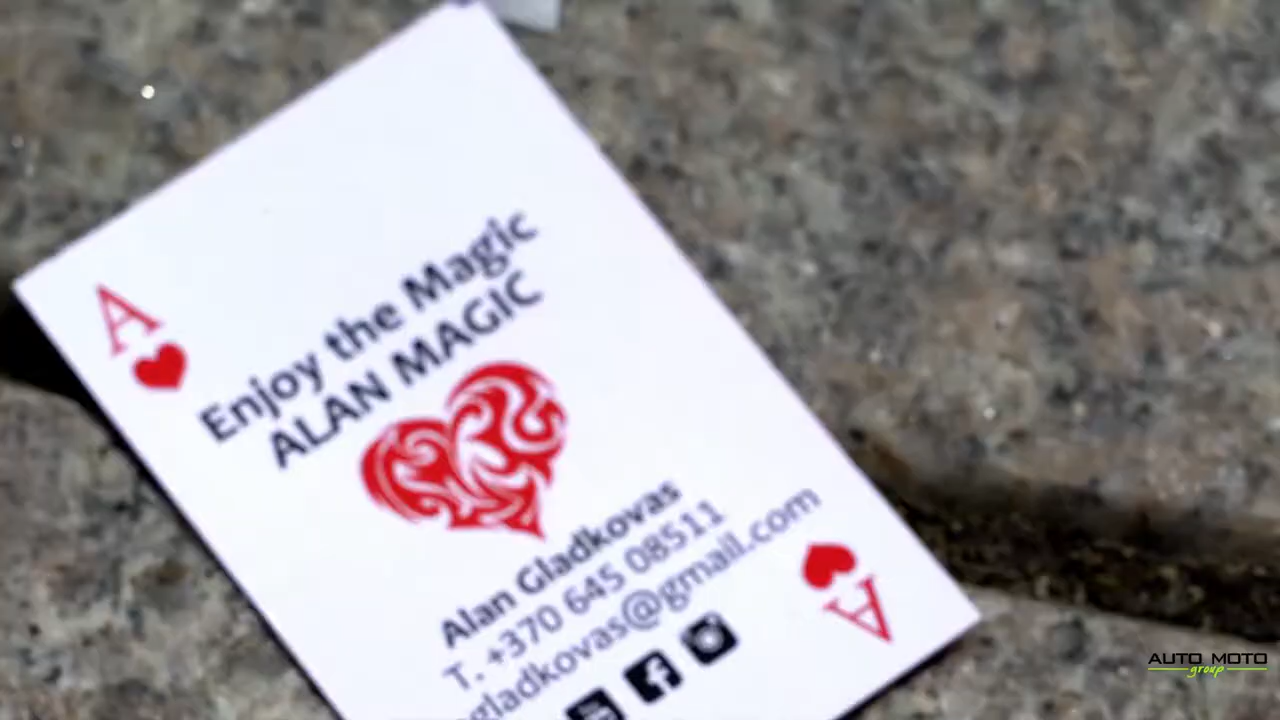 A
Enjoy the Magic
ALAN MAGIC
Alan Gladkovas
T. +370 645 08511
gladkovas@gmail.com
A
AUTO MOTO
group